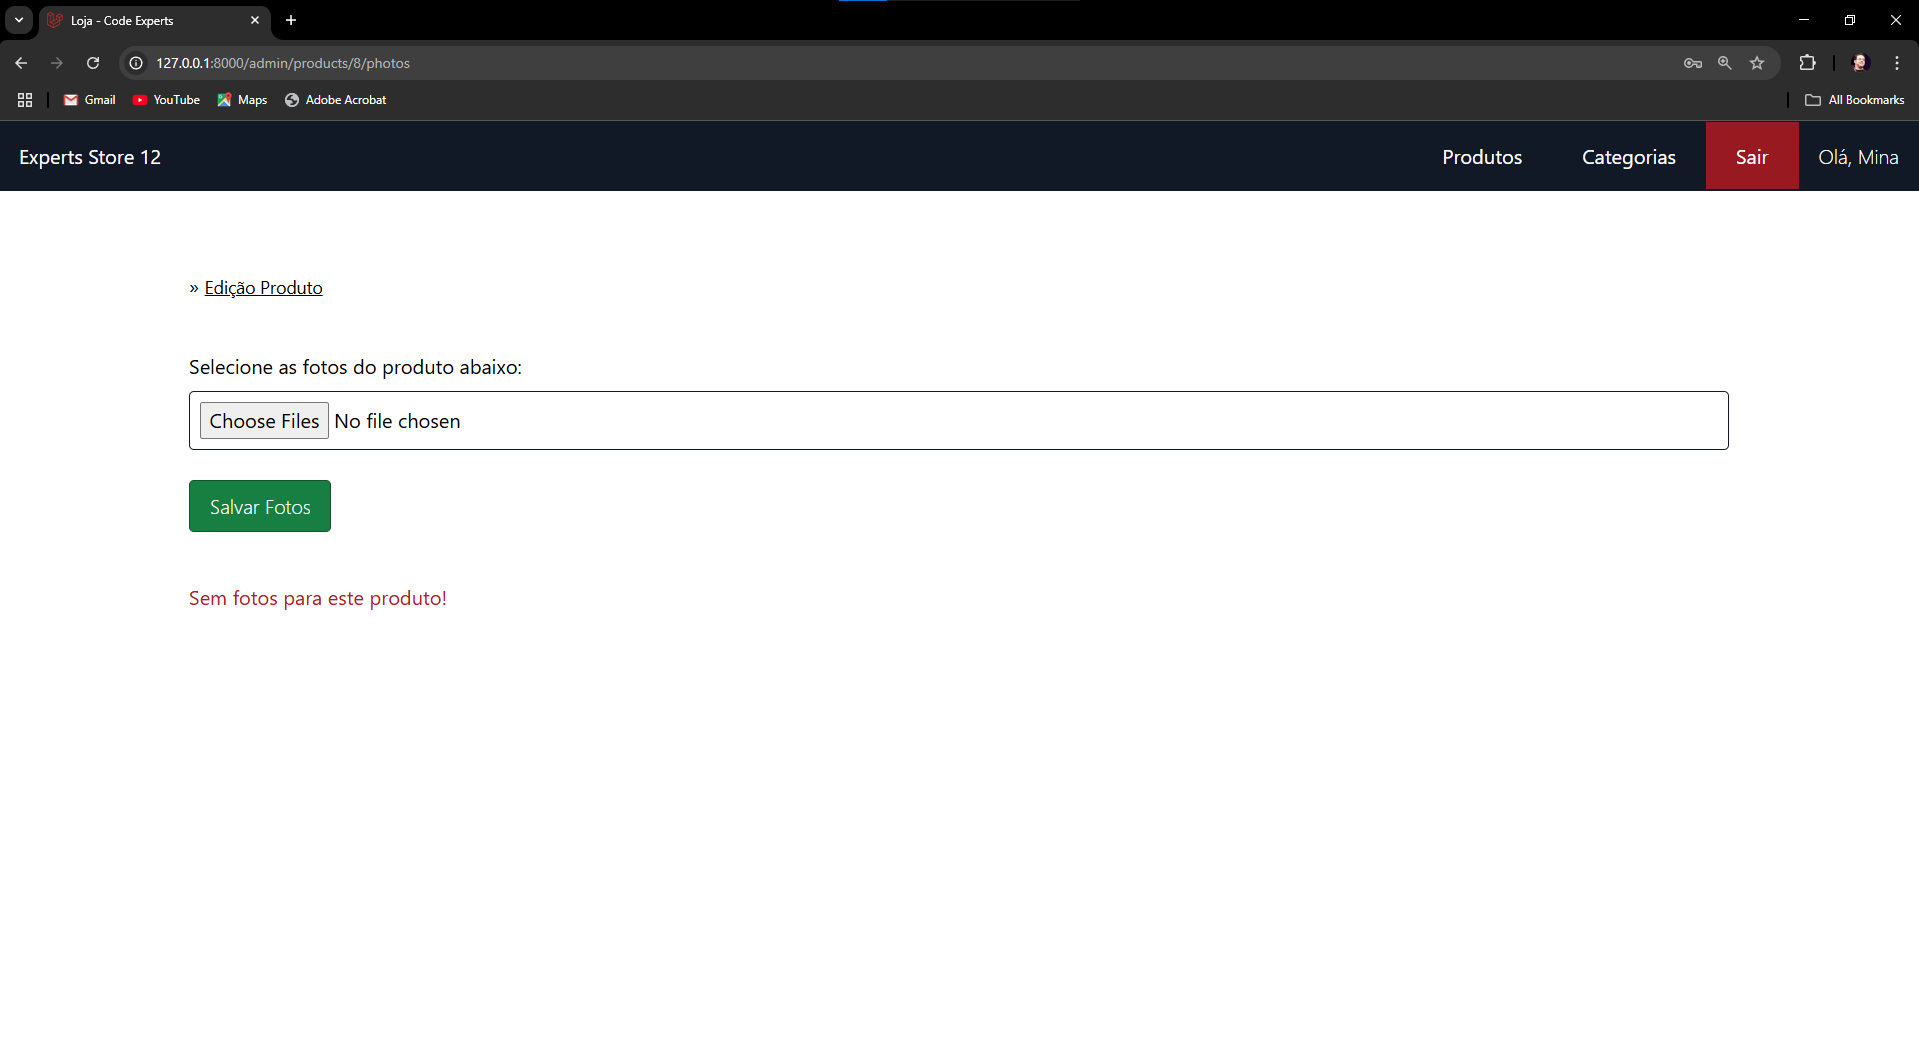 Loja - Code Experts
127.0.0.1:8000/admin/products/8/photos
Gmail YouTube Maps Adobe Acrobat All Bookmarks
Experts Store 12 Produtos Categorias Sair Olá, Mina
» Edição Produto
Selecione as fotos do produto abaixo:
Choose Files No file chosen
Salvar Fotos
Sem fotos para este produto!